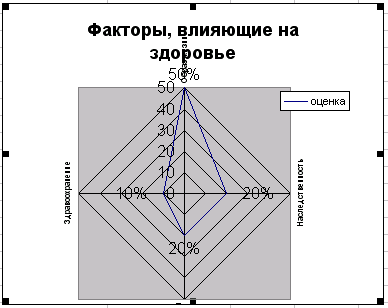 Факторы, влияющие на
здоровье
50%
50
40
30
20
10
0
10%
20%
20%
оценка
Здравоохранение
Наследственность